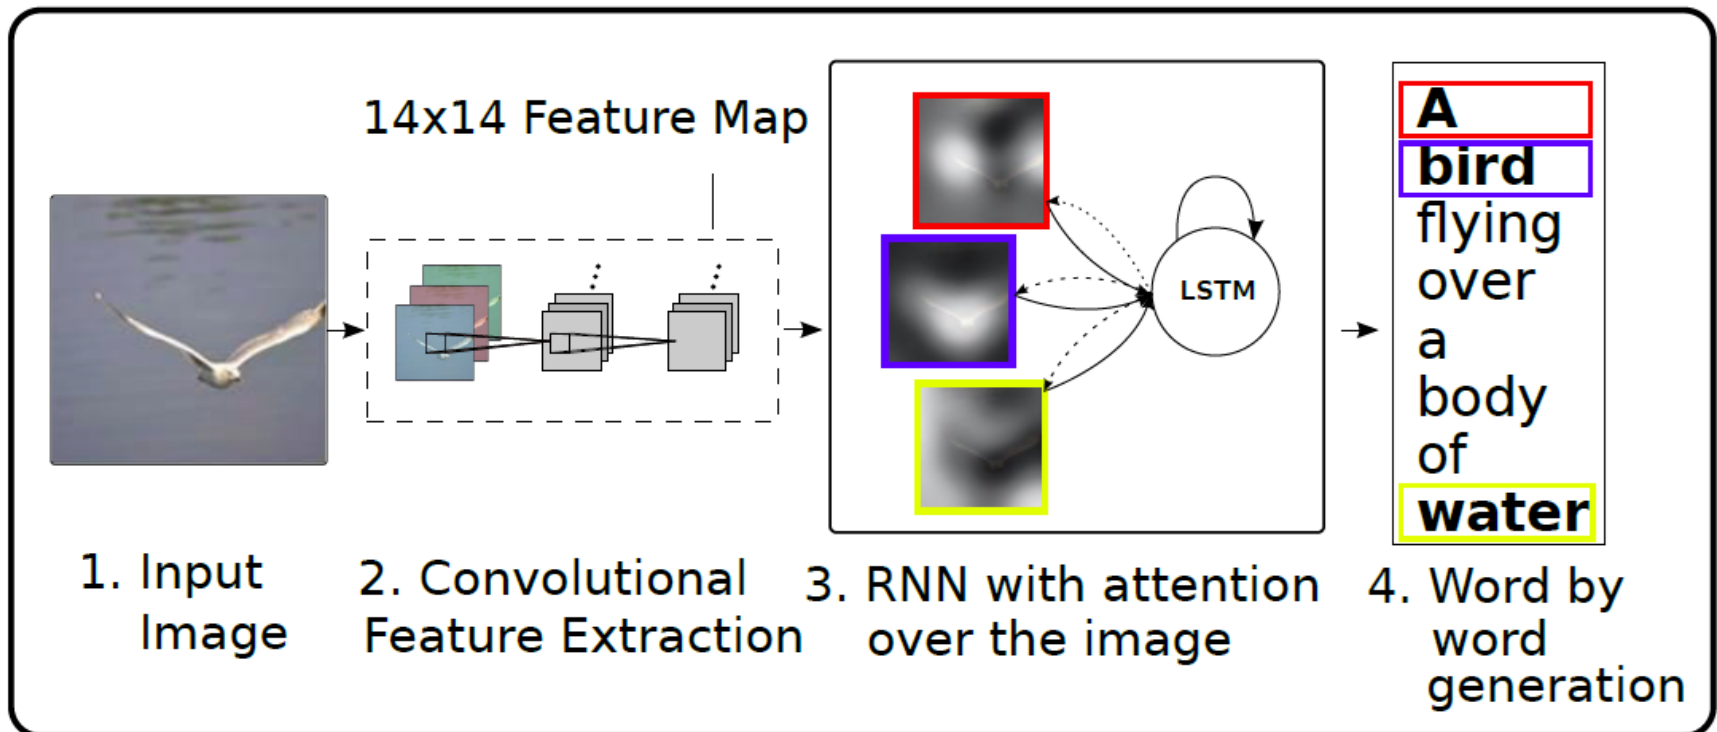 14x14 Feature Map
LSTM
A
bird
flying
over
a
body
of
water
1. Input
Image
2. Convolutional
Feature Extraction
3. RNN with attention
over the image
4. Word by
word
generation